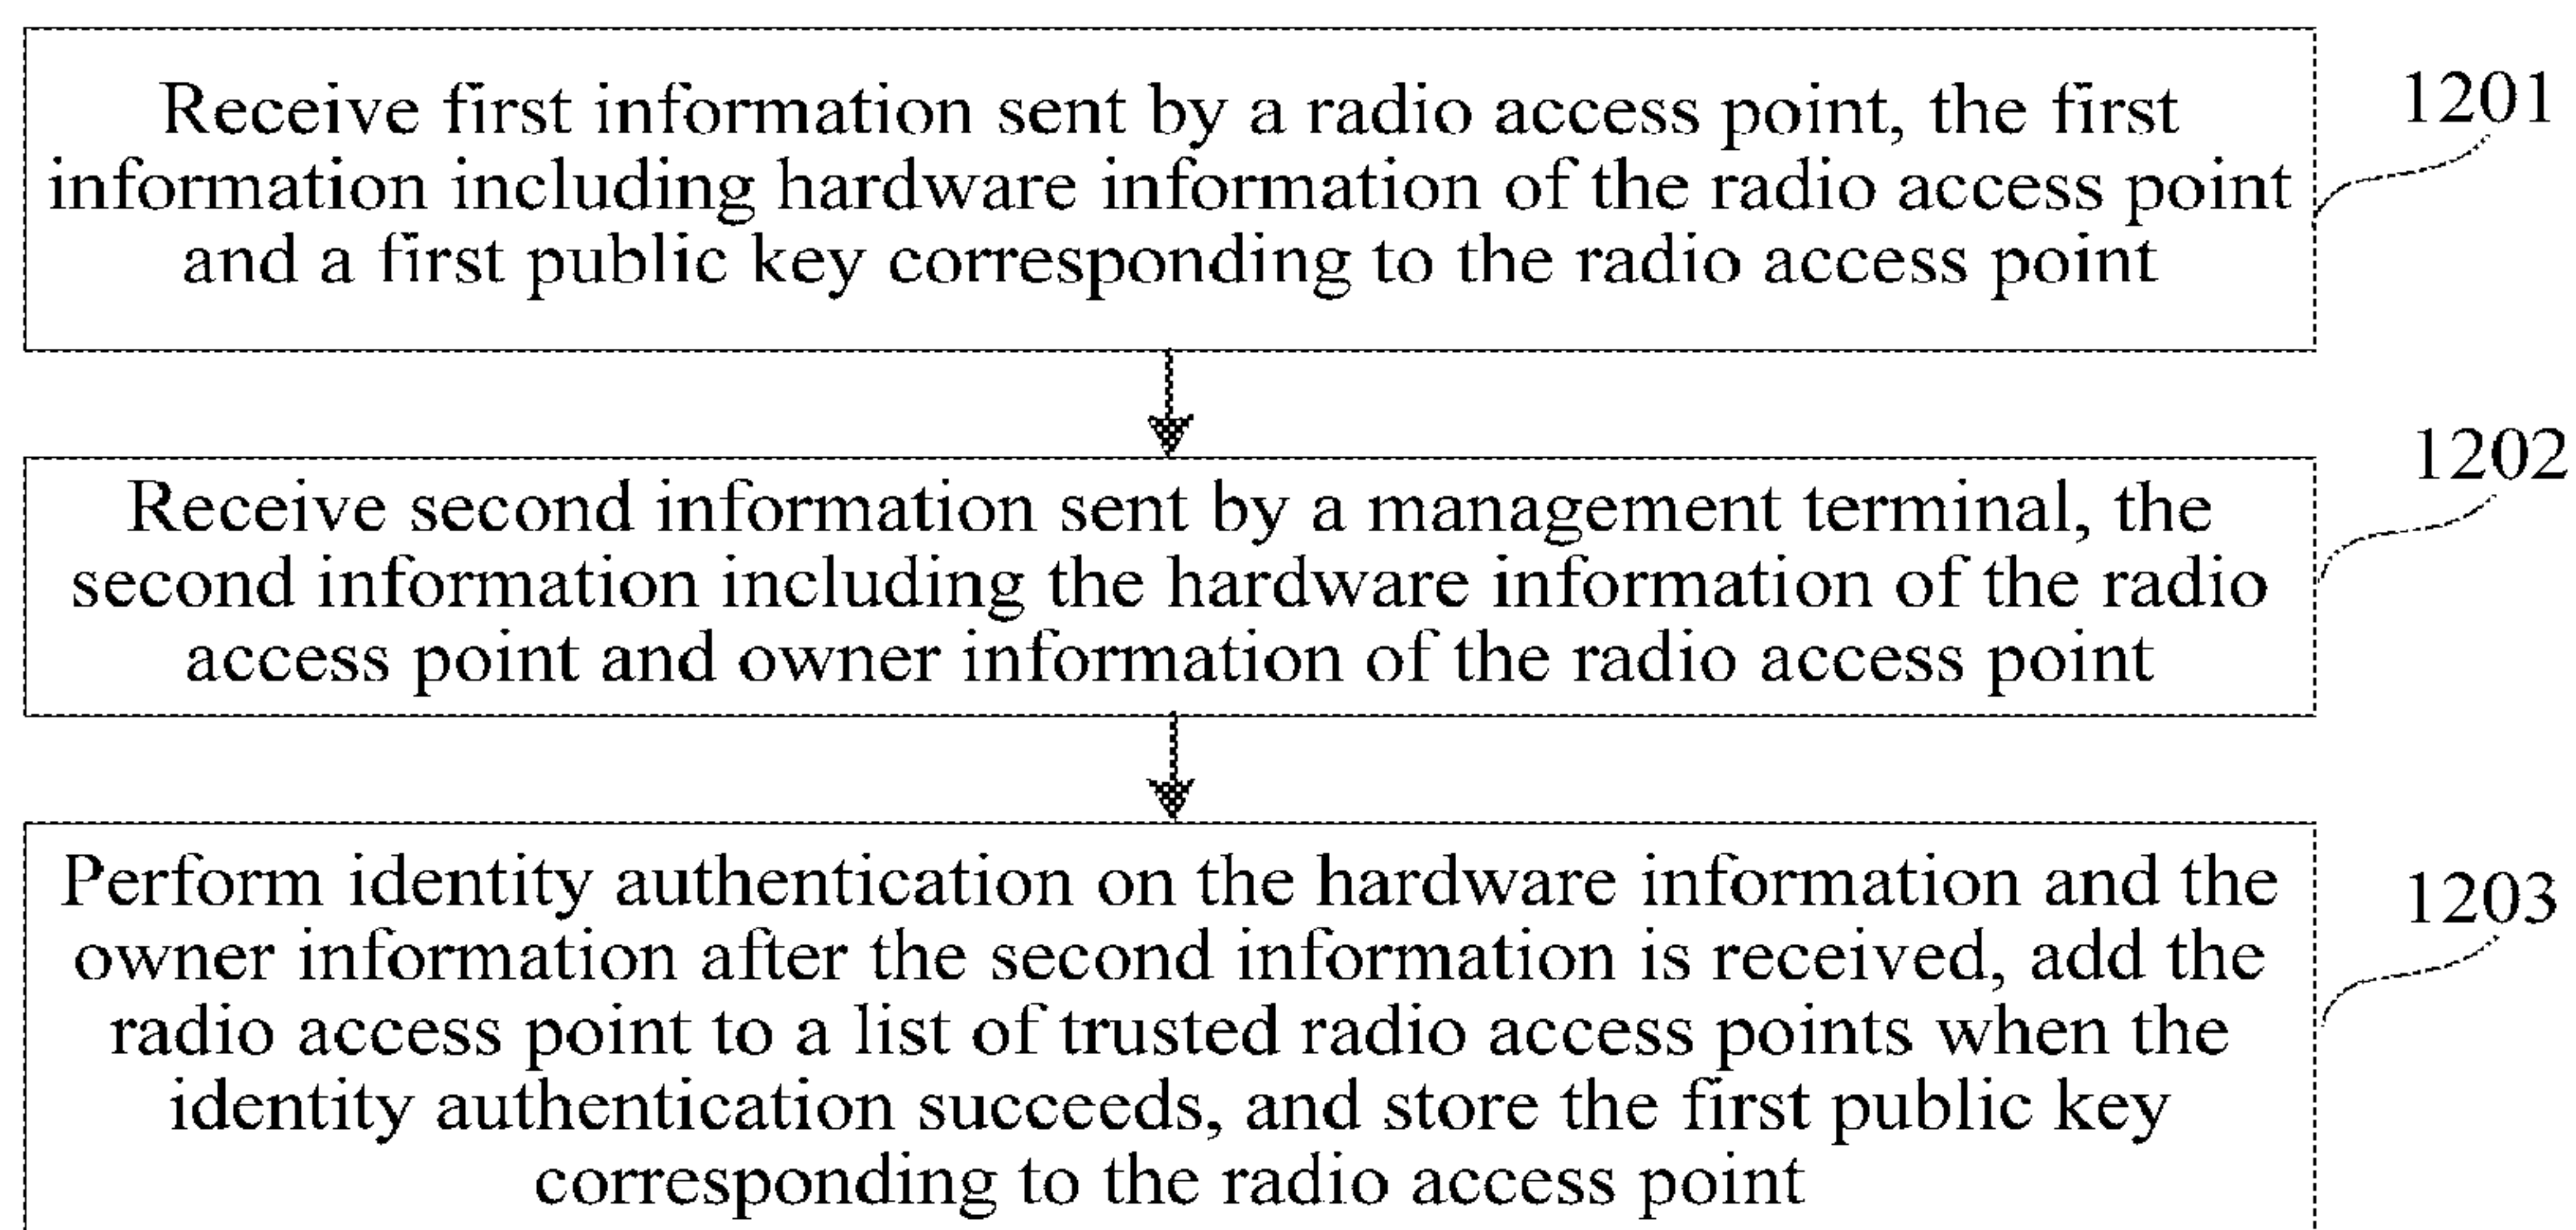 Receive first information sent by a radio access point, the first
information including hardware information of the radio access point
and a first public key corresponding to the radio access point
1201
Receive second information sent by a management terminal, the
second information including the hardware information of the radio
access point and owner information of the radio access point
1202
Perform identity authentication on the hardware information and the
owner information after the second information is received, add the
radio access point to a list of trusted radio access points when the
identity authentication succeeds, and store the first public key
corresponding to the radio access point
1203